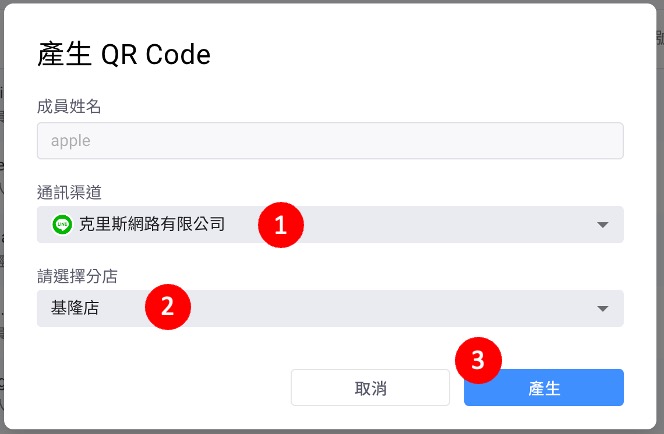 產生 QR Code
成員姓名
apple
通訊渠道
LINE 克里斯網路有限公司 1
請選擇分店
基隆店 2
3
取消 產生